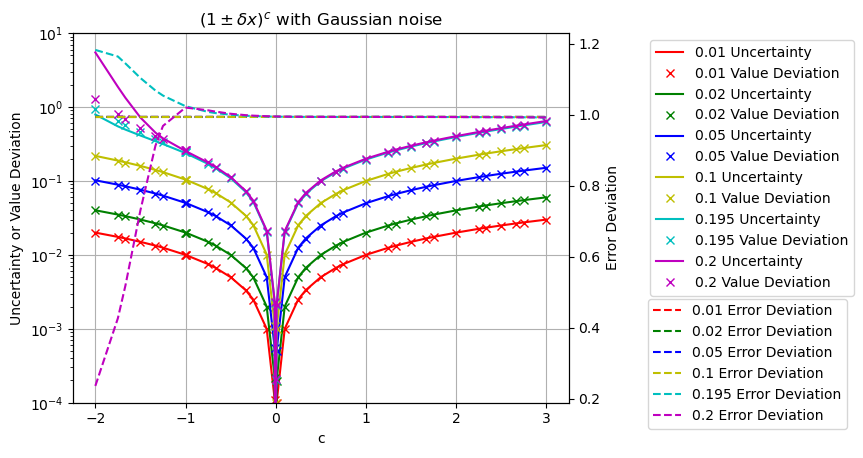 (1 ± δx)^c with Gaussian noise
Uncertainty or Value Deviation
10^1
10^0
10^−1
10^−2
10^−3
10^−4
−2
−1
0
1
2
3
c
1.2
1.0
0.8
0.6
0.4
0.2
Error Deviation
0.01 Uncertainty
0.01 Value Deviation
0.02 Uncertainty
0.02 Value Deviation
0.05 Uncertainty
0.05 Value Deviation
0.1 Uncertainty
0.1 Value Deviation
0.195 Uncertainty
0.195 Value Deviation
0.2 Uncertainty
0.2 Value Deviation
0.01 Error Deviation
0.02 Error Deviation
0.05 Error Deviation
0.1 Error Deviation
0.195 Error Deviation
0.2 Error Deviation